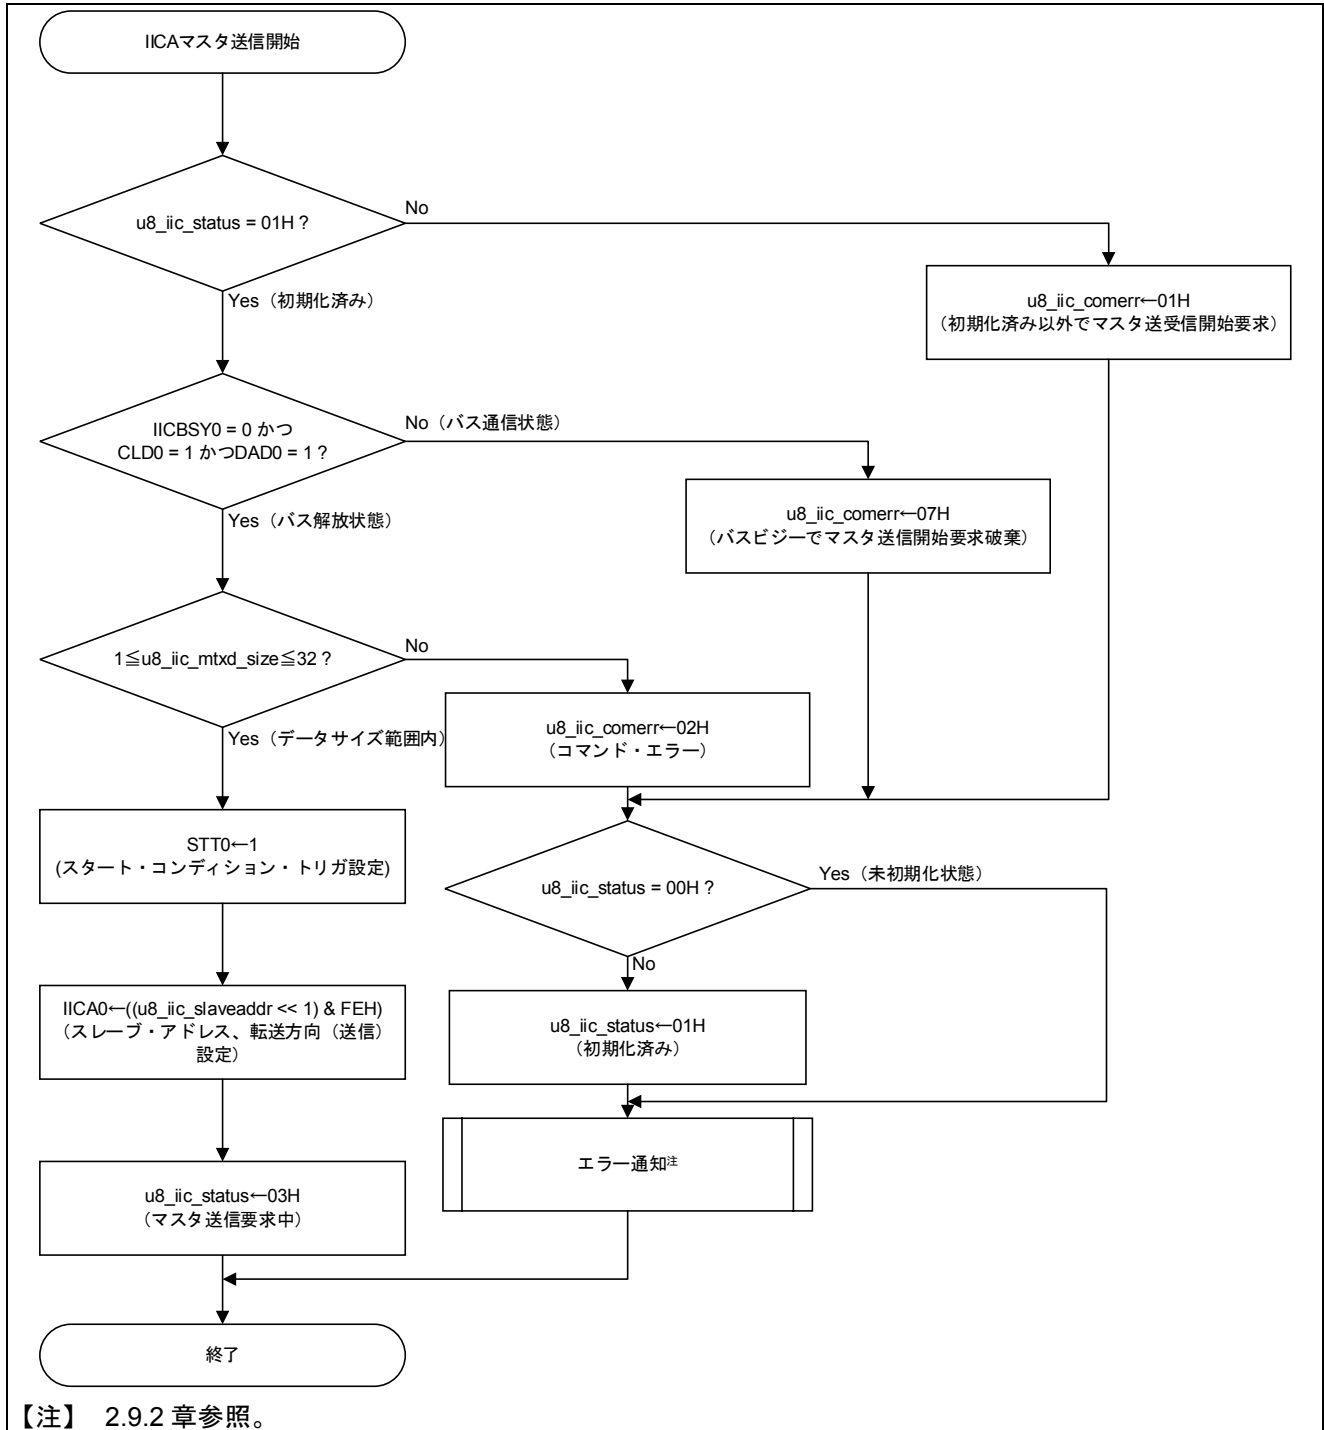 IICAマスタ送信開始
u8_iic_status = 01H ?
No
Yes（初期化済み）
u8_iic_comerr←01H
（初期化済み以外でマスタ送受信開始要求）
IICBSY0 = 0 かつ
CLD0 = 1 かつDAD0 = 1 ?
No（バス通信状態）
Yes（バス解放状態）
u8_iic_comerr←07H
（バスビジーでマスタ送信開始要求破棄）
1≦u8_iic_mtxd_size≦32 ?
No
Yes（データサイズ範囲内）
u8_iic_comerr←02H
（コマンド・エラー）
STT0←1
(スタート・コンディション・トリガ設定)
u8_iic_status = 00H ?
Yes（未初期化状態）
No
IICA0←((u8_iic_slaveaddr << 1) & FEH)
（スレーブ・アドレス、転送方向（送信）
設定）
u8_iic_status←01H
（初期化済み）
エラー通知注
u8_iic_status←03H
（マスタ送信要求中）
終了
【注】 2.9.2 章参照。